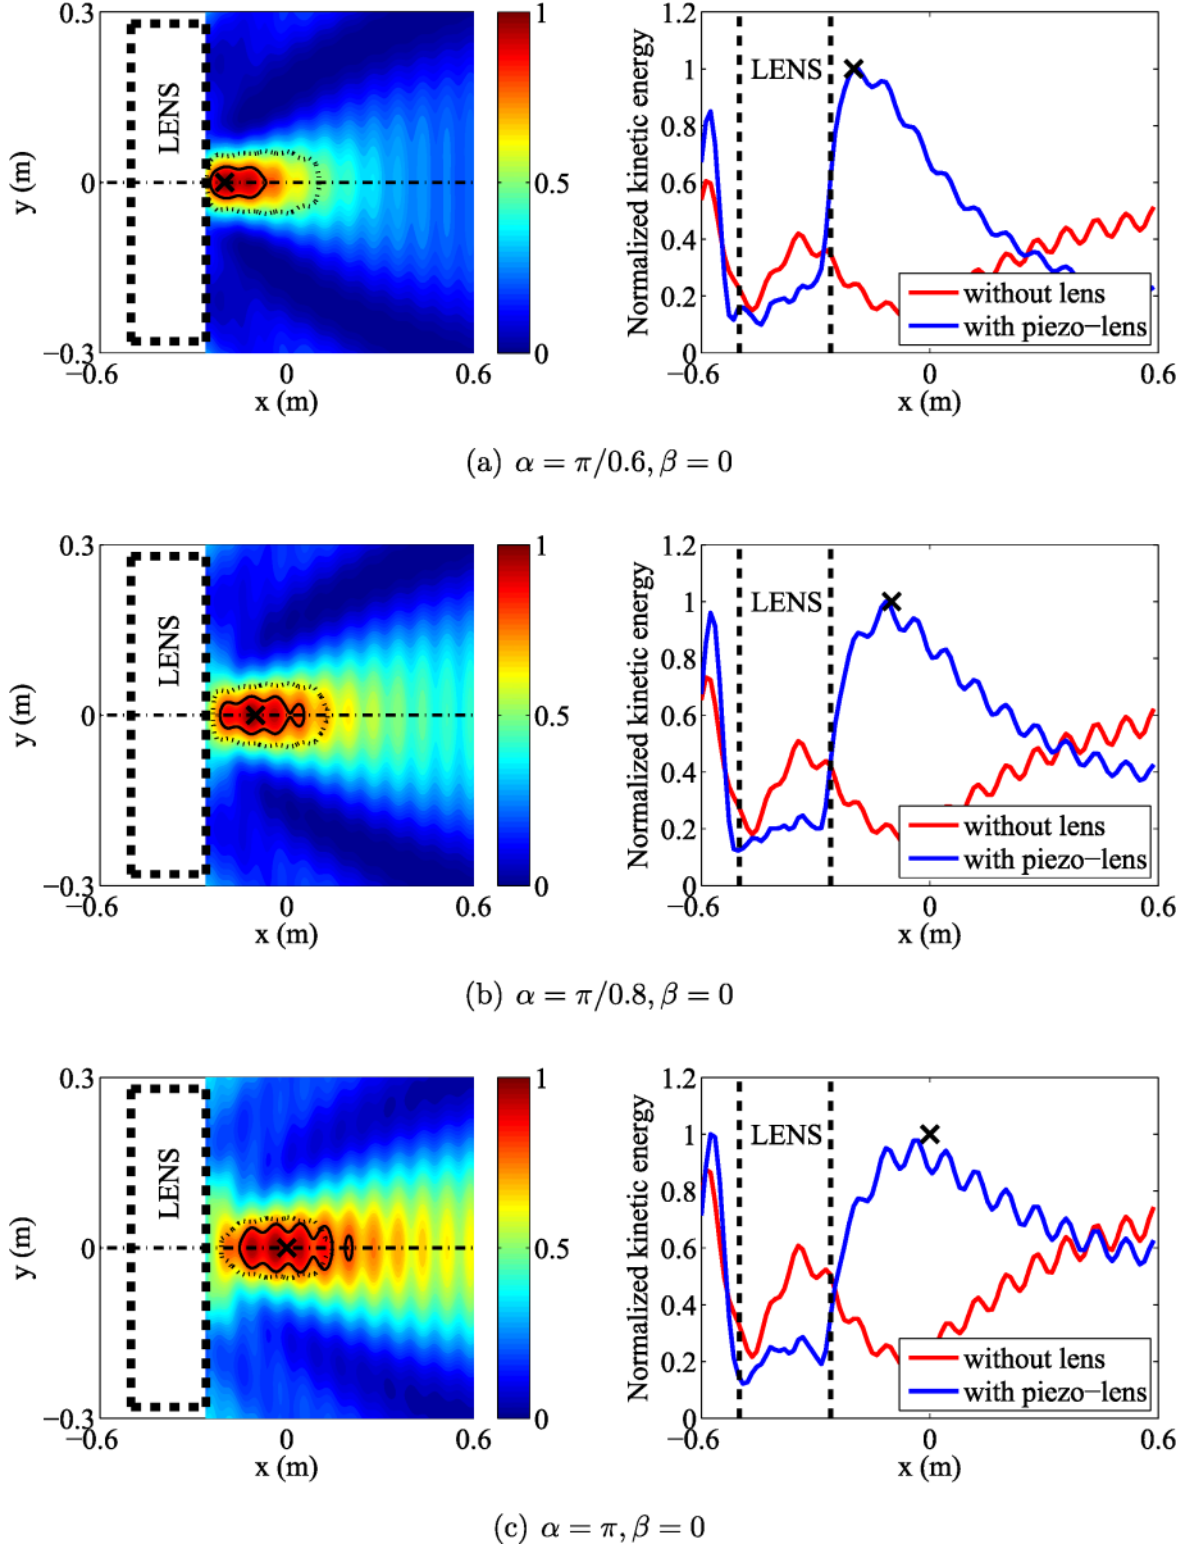 0.3
y (m)
0
−0.3
−0.6
0
0.6
x (m)
LENS
1
0.5
0
1.2
1
0.8
0.6
0.4
0.2
0
Normalized kinetic energy
LENS
without lens
with piezo−lens
−0.6
0
0.6
x (m)
(a) α = π/0.6, β = 0
0.3
y (m)
0
−0.3
−0.6
0
0.6
x (m)
LENS
1
0.5
0
1.2
1
0.8
0.6
0.4
0.2
0
Normalized kinetic energy
LENS
without lens
with piezo−lens
−0.6
0
0.6
x (m)
(b) α = π/0.8, β = 0
0.3
y (m)
0
−0.3
−0.6
0
0.6
x (m)
LENS
1
0.5
0
1.2
1
0.8
0.6
0.4
0.2
0
Normalized kinetic energy
LENS
without lens
with piezo−lens
−0.6
0
0.6
x (m)
(c) α = π, β = 0